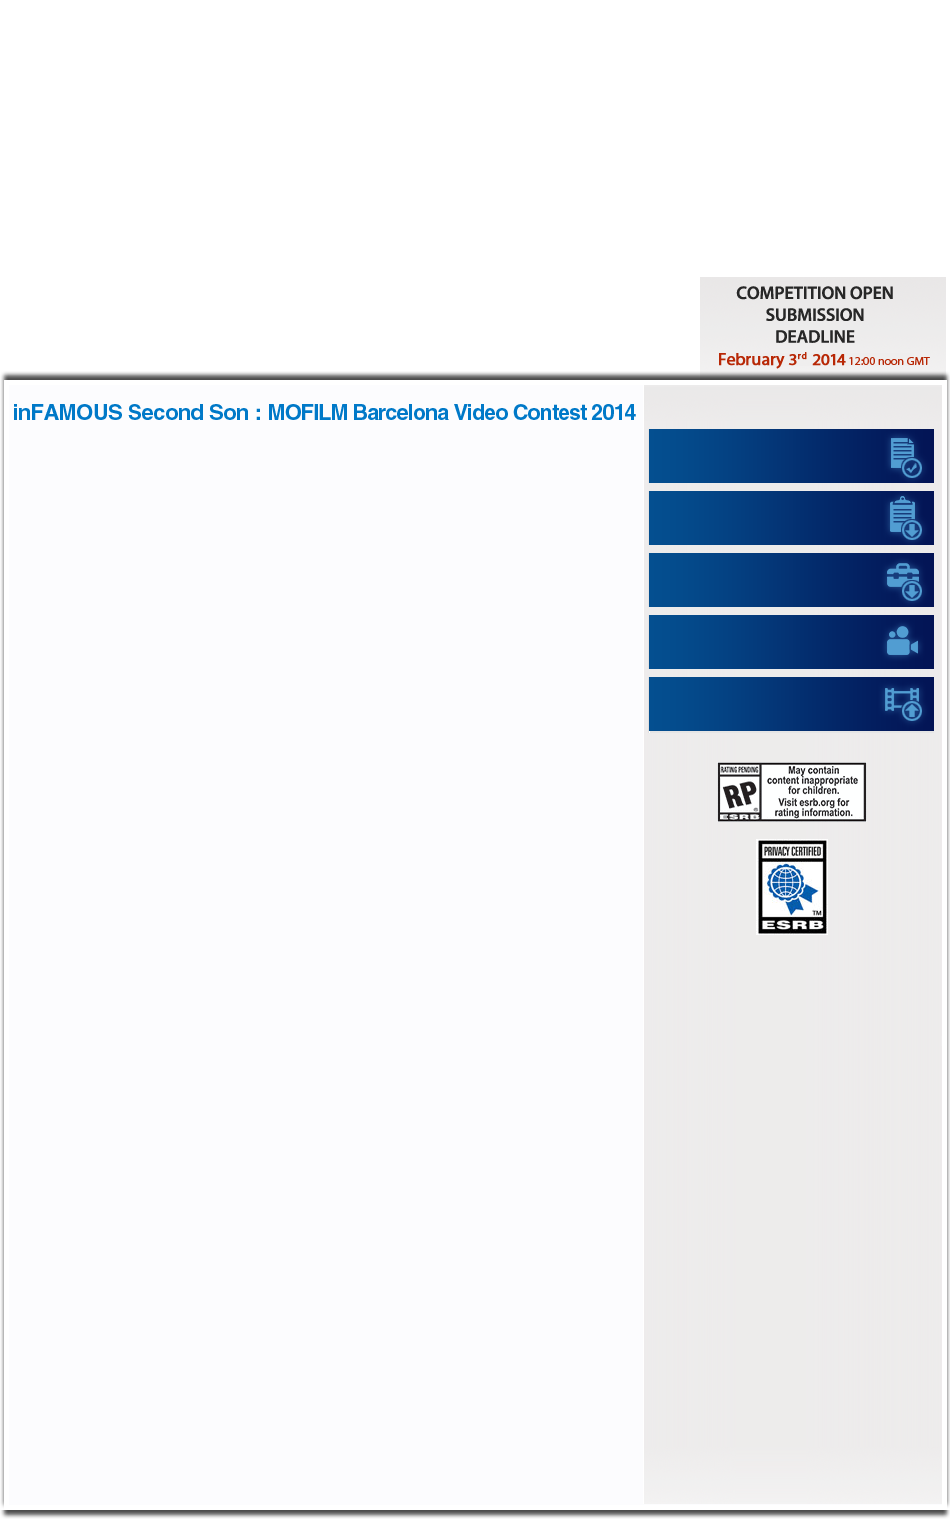 COMPETITION OPEN
SUBMISSION
DEADLINE
February 3rd 2014 12:00 noon GMT
inFAMOUS Second Son : MOFILM Barcelona Video Contest 2014
RATING PENDING
RP
®
ESRB
May contain
content inappropriate
for children.
Visit esrb.org for
rating information.
PRIVACY CERTIFIED
TM
ESRB